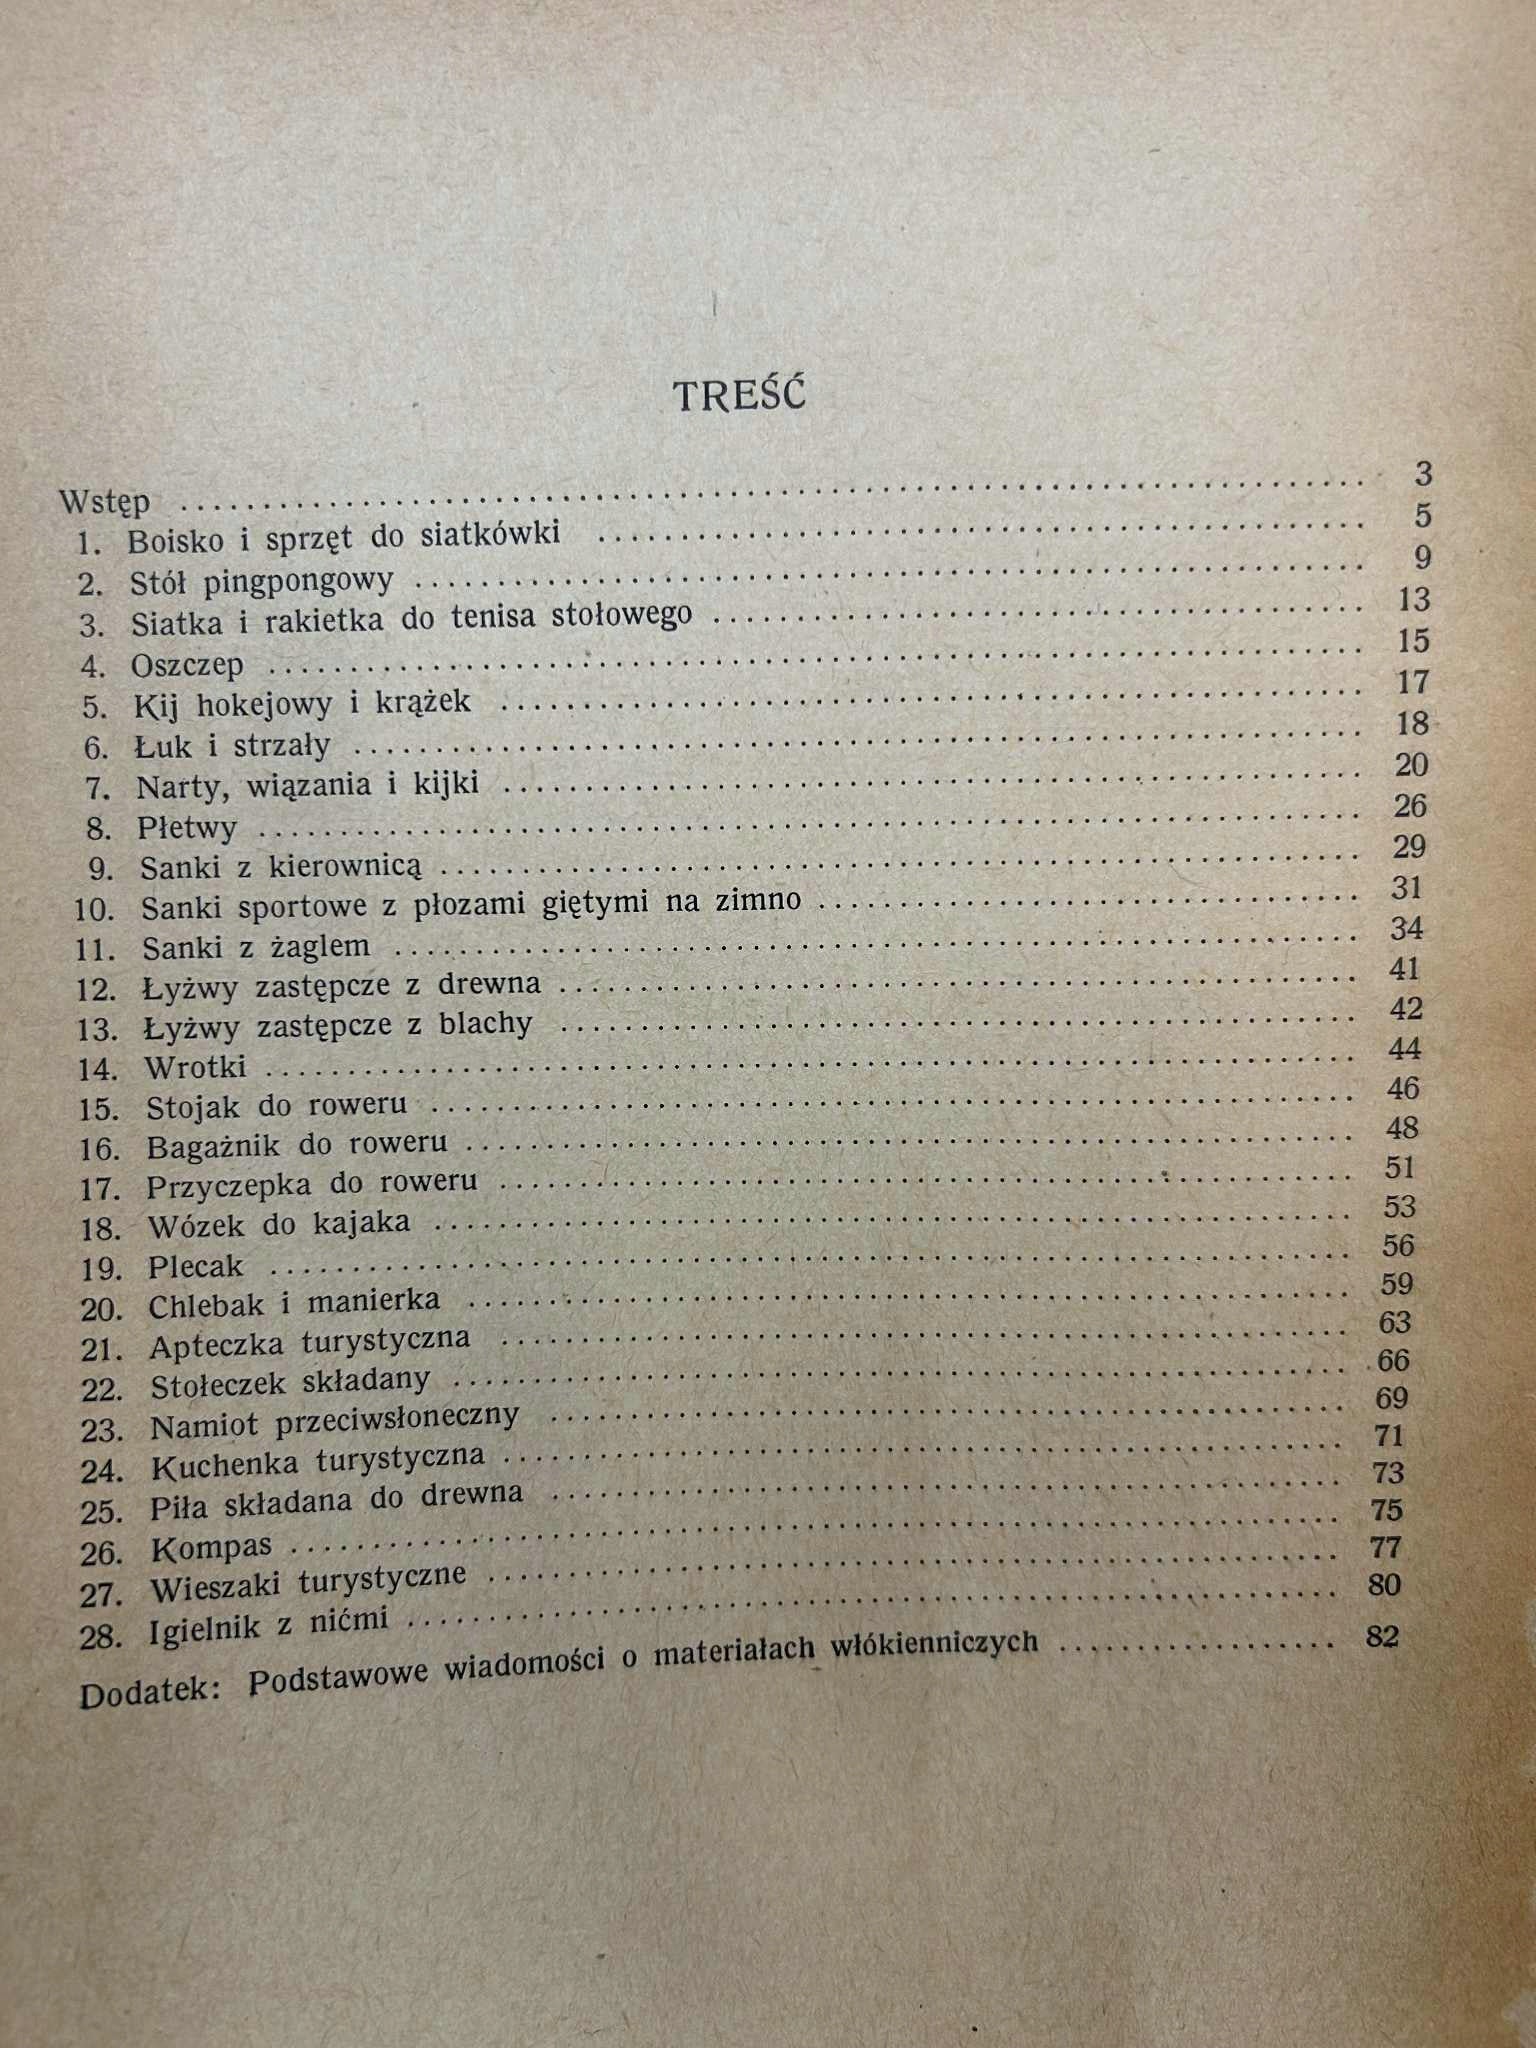 TREŚĆ
Wstęp .......... 3
1. Boisko i sprzęt do siatkówki .......... 5
2. Stół pingpongowy .......... 9
3. Siatka i rakietka do tenisa stołowego .......... 13
4. Oszczep .......... 15
5. Kij hokejowy i krążek .......... 17
6. Łuk i strzały .......... 18
7. Narty, wiązania i kijki .......... 20
8. Płetwy .......... 26
9. Sanki z kierownicą .......... 29
10. Sanki sportowe z płozami giętymi na zimno .......... 31
11. Sanki z żaglem .......... 34
12. Łyżwy zastępcze z drewna .......... 41
13. Łyżwy zastępcze z blachy .......... 42
14. Wrotki .......... 44
15. Stojak do roweru .......... 46
16. Bagażnik do roweru .......... 48
17. Przyczepka do roweru .......... 51
18. Wózek do kajaka .......... 53
19. Plecak .......... 56
20. Chlebak i manierka .......... 59
21. Apteczka turystyczna .......... 63
22. Stołeczek składany .......... 66
23. Namiot przeciwsłoneczny .......... 69
24. Kuchenka turystyczna .......... 71
25. Piła składana do drewna .......... 73
26. Kompas .......... 75
27. Wieszaki turystyczne .......... 77
28. Igielnik z nićmi .......... 80
Dodatek: Podstawowe wiadomości o materiałach włókienniczych .......... 82